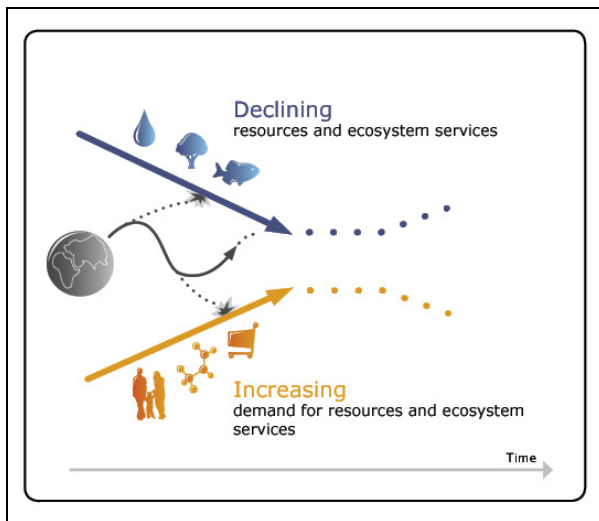 Declining
resources and ecosystem services
Increasing
demand for resources and ecosystem
services
Time